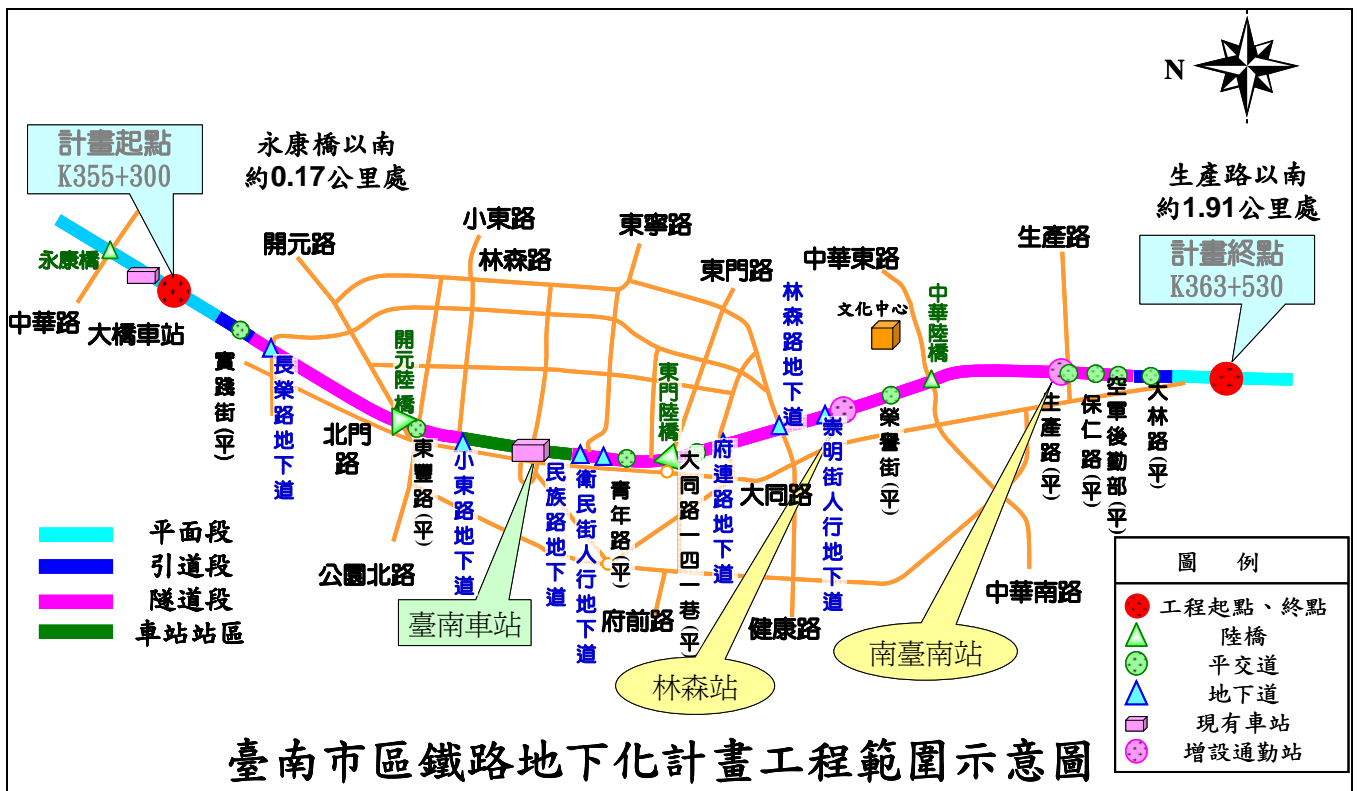 N
計畫起點
K355+300
永康橋以南
約0.17公里處
生產路以南
約1.91公里處
計畫終點
K363+530
小東路
東寧路
開元路
林森路
東門路
中華東路
生產路
永康橋
中華路
大橋車站
文化中心
林森路地下道
中華陸橋
開元陸橋
東門陸橋
實踐街(平)
長榮路地下道
北門路
東豐路(平)
小東路地下道
民族路地下道
衛民街人行地下道
青年路(平)
大同路一四一巷(平)
府連路地下道
大同路
崇明街人行地下道
榮譽街(平)
生產路(平)
保仁路(平)
空軍後勤部(平)
大林路(平)
公園北路
府前路
健康路
中華南路
臺南車站
林森站
南臺南站
平面段
引道段
隧道段
車站站區
圖 例
工程起點、終點
陸橋
平交道
地下道
現有車站
增設通勤站
臺南市區鐵路地下化計畫工程範圍示意圖